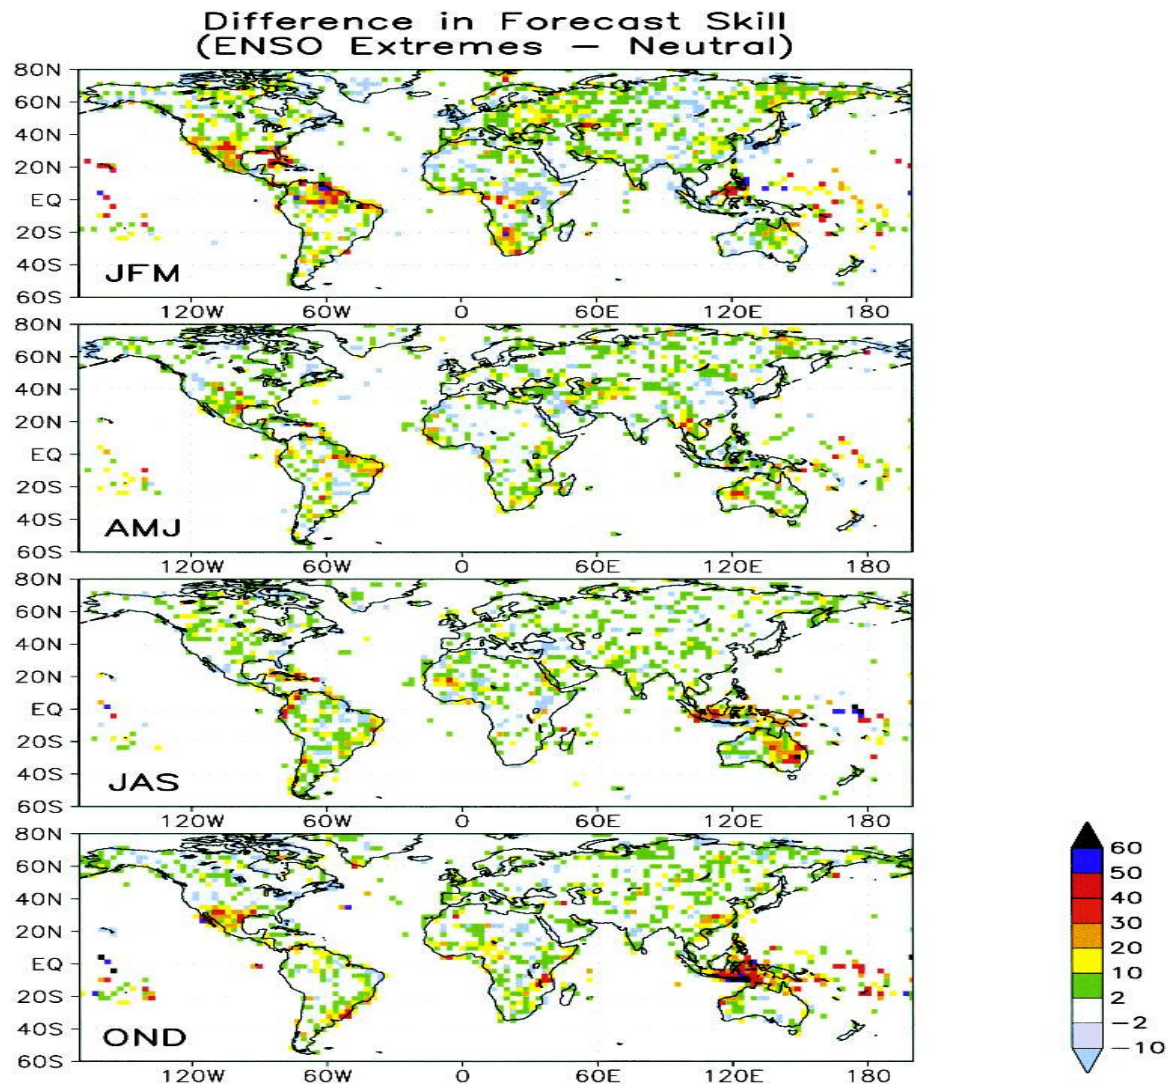 Difference in Forecast Skill
(ENSO Extremes – Neutral)
80N
60N
40N
20N
EQ
20S
40S
60S
JFM
120W 60W 0 60E 120E 180
80N
60N
40N
20N
EQ
20S
40S
60S
AMJ
120W 60W 0 60E 120E 180
80N
60N
40N
20N
EQ
20S
40S
60S
JAS
120W 60W 0 60E 120E 180
80N
60N
40N
20N
EQ
20S
40S
60S
OND
120W 60W 0 60E 120E 180
60
50
40
30
20
10
2
−2
−10